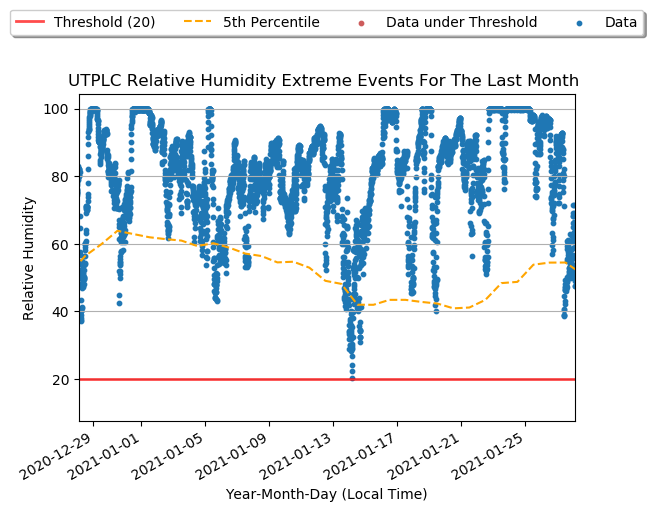 Threshold (20) 5th Percentile Data under Threshold Data
UTPLC Relative Humidity Extreme Events For The Last Month
100
80
60
40
20
Relative Humidity
2020-12-29 2021-01-01 2021-01-05 2021-01-09 2021-01-13 2021-01-17 2021-01-21 2021-01-25
Year-Month-Day (Local Time)